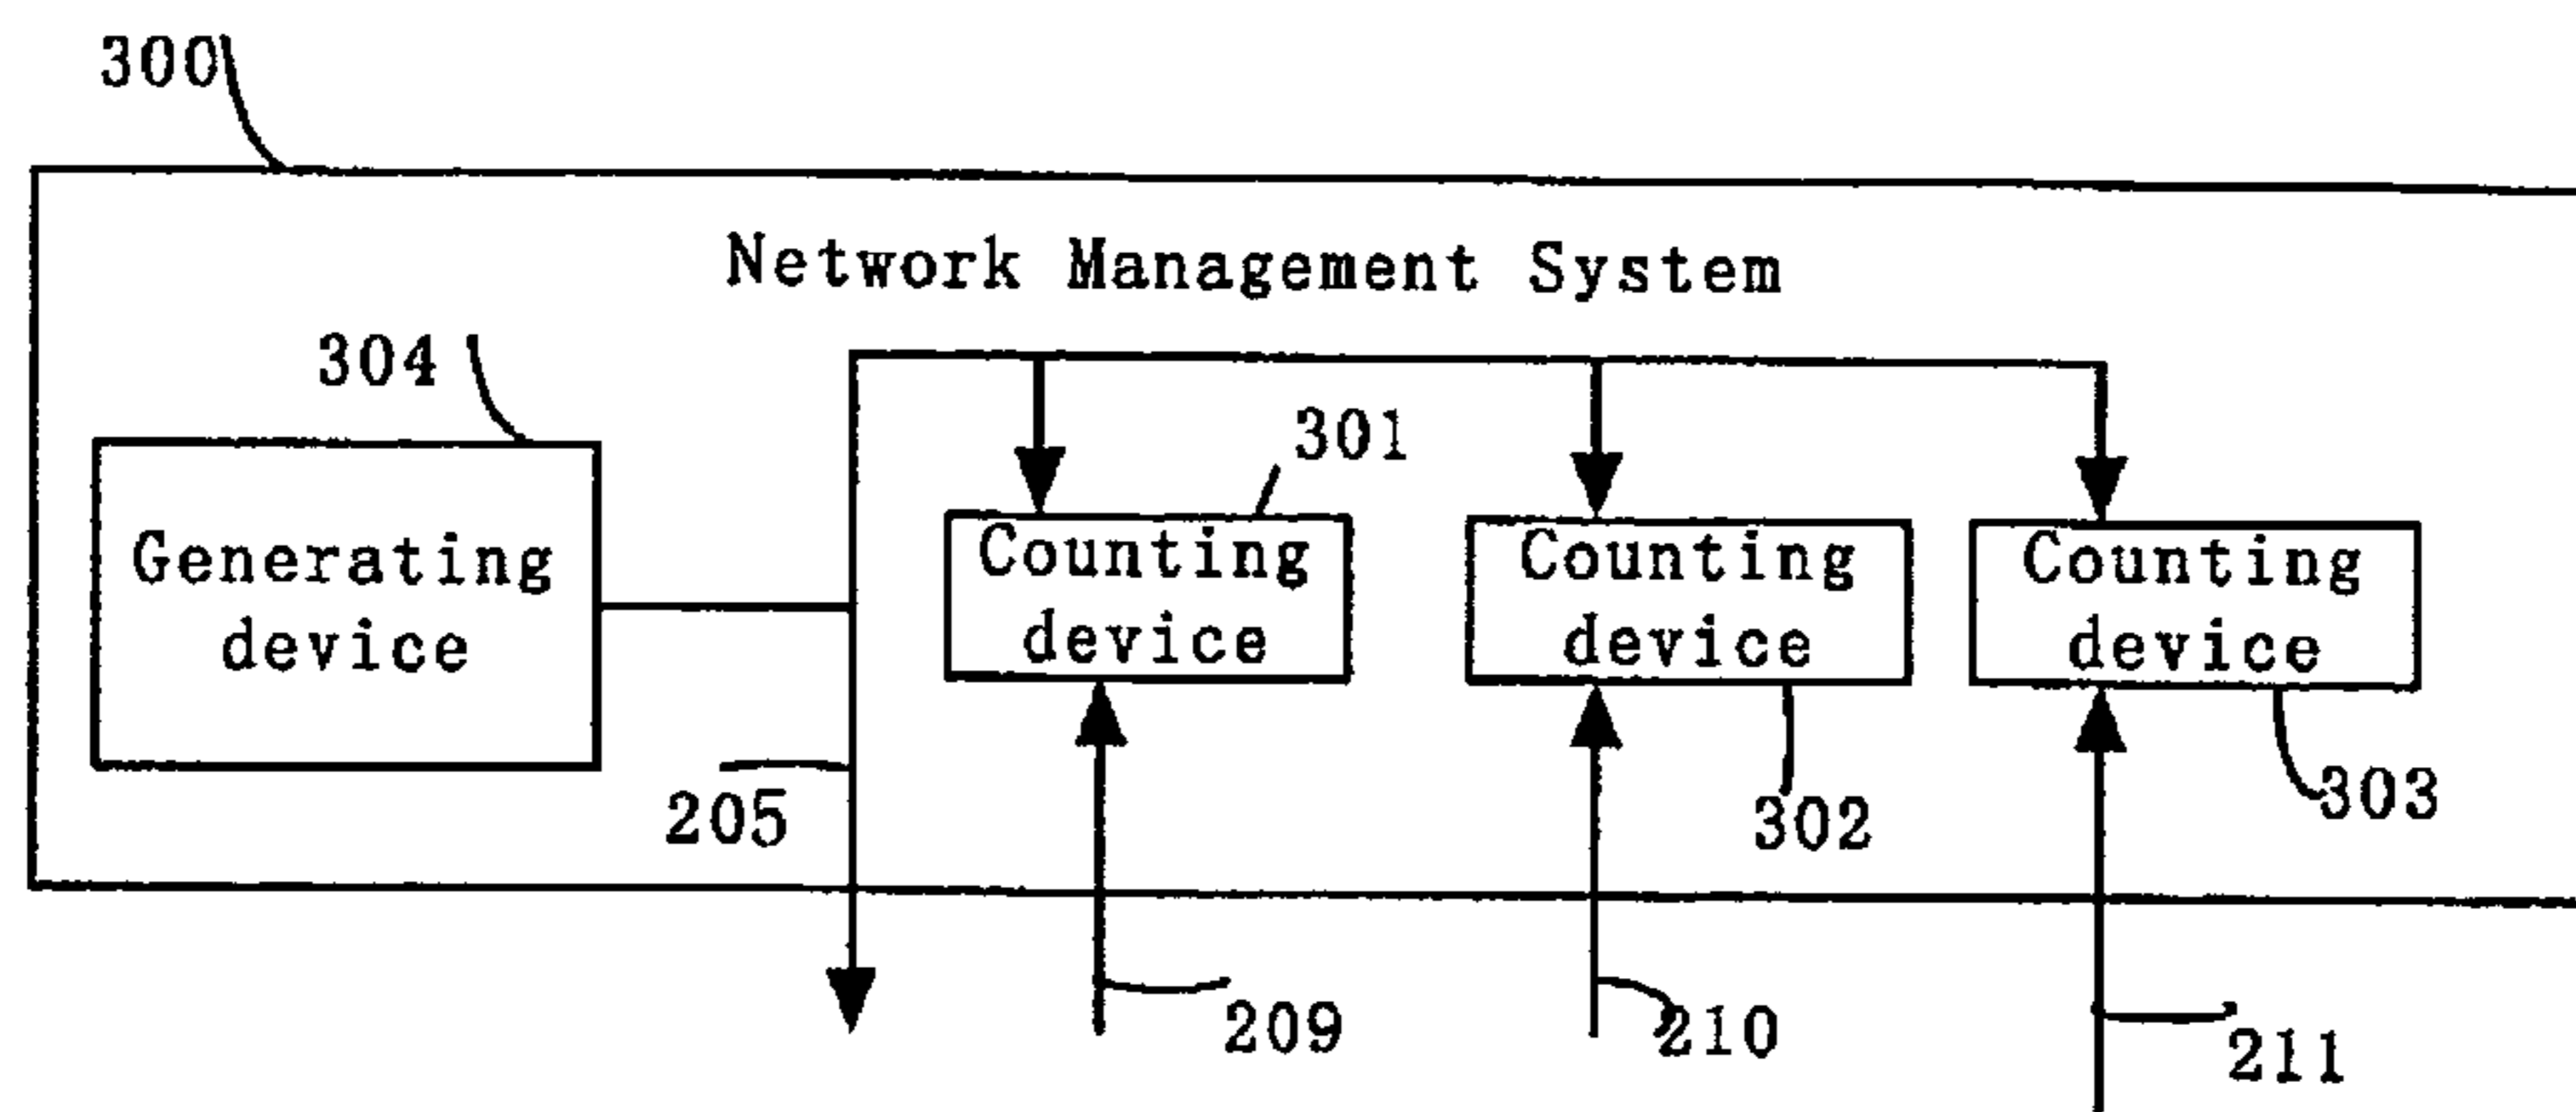 300
Network Management System
304
301
Generating
device
Counting
device
Counting
device
Counting
device
205
302
303
209
210
211